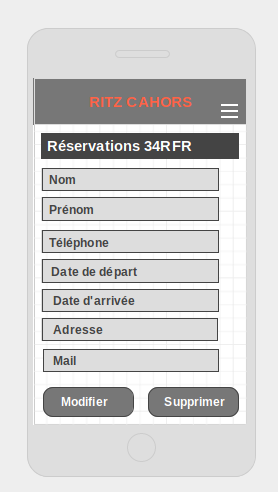 RITZ CAHORS
Réservations 34RFR
Nom
Prénom
Téléphone
Date de départ
Date d'arrivée
Adresse
Mail
Modifier
Supprimer